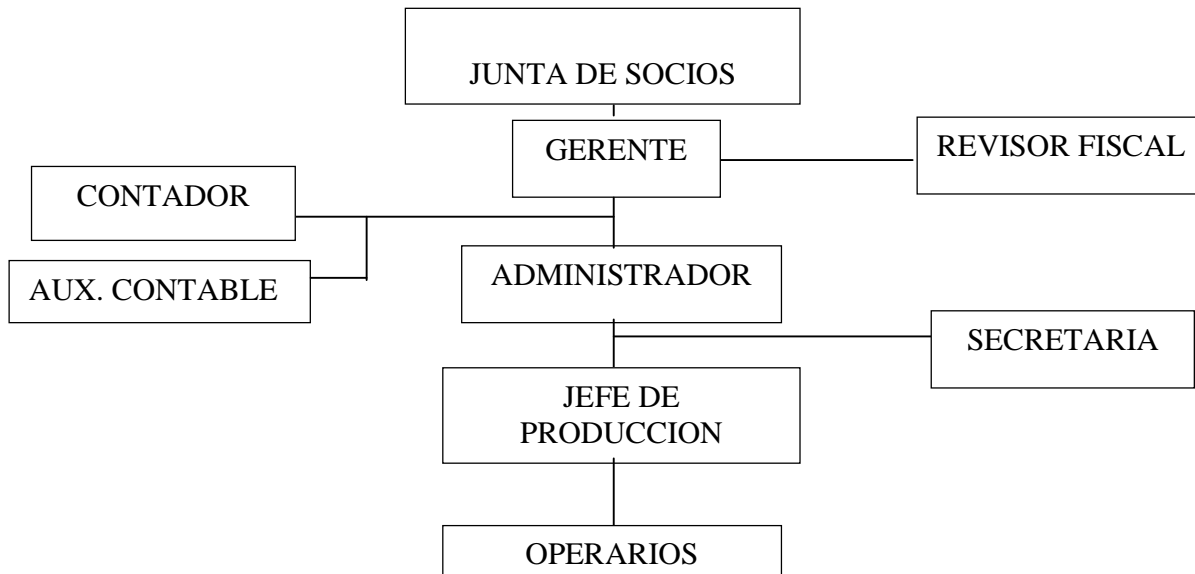 JUNTA DE SOCIOS
GERENTE
REVISOR FISCAL
CONTADOR
ADMINISTRADOR
AUX. CONTABLE
SECRETARIA
JEFE DE
PRODUCCION
OPERARIOS